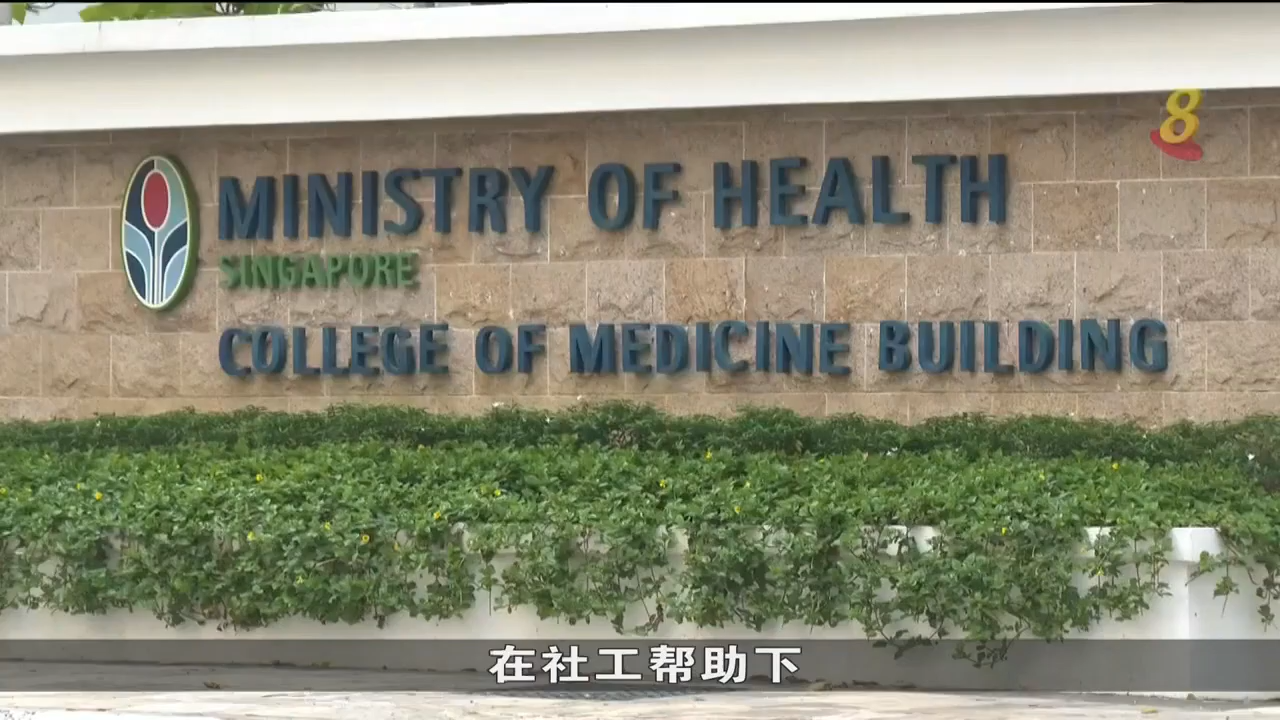 8
MINISTRY OF HEALTH
SINGAPORE
COLLEGE OF MEDICINE BUILDING
在社工帮助下